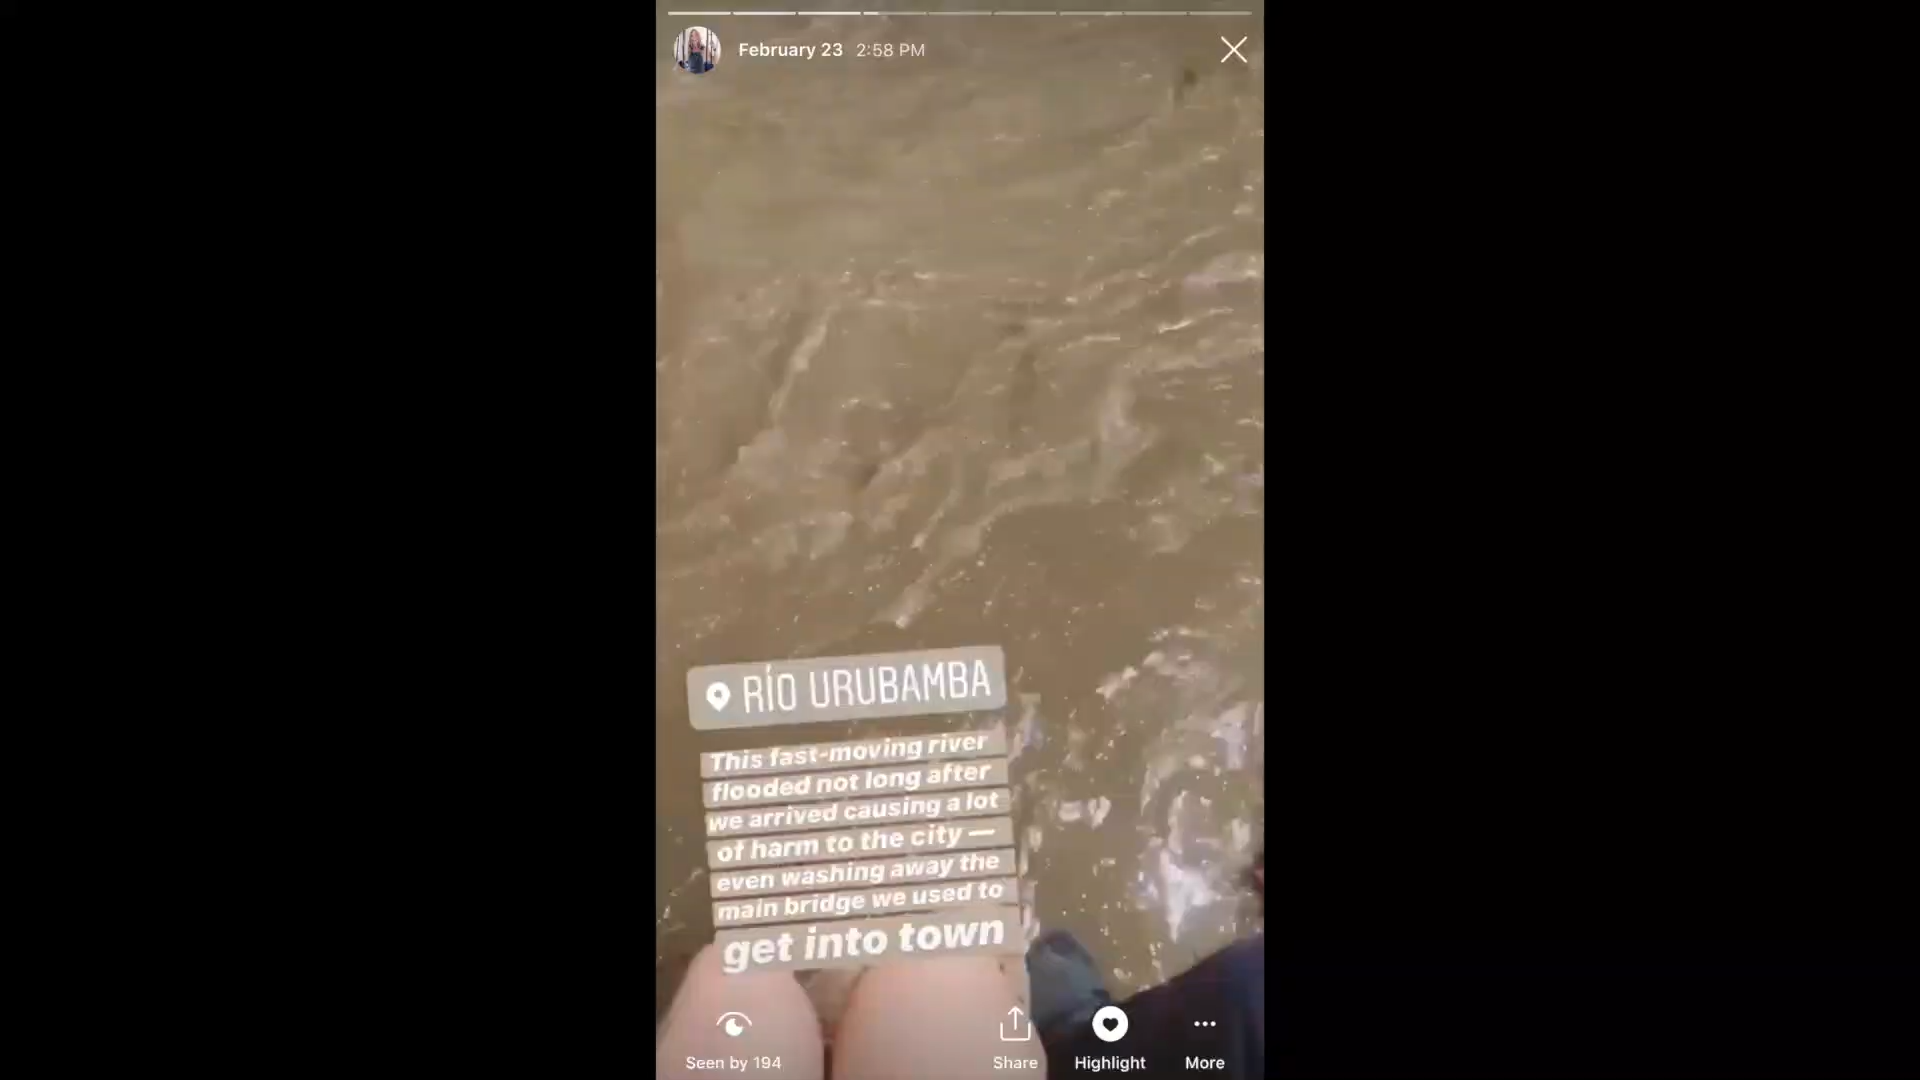 February 23 2:58 PM
RÍO URUBAMBA
This fast-moving river
flooded not long after
we arrived causing a lot
of harm to the city —
even washing away the
main bridge we used to
get into town
Seen by 194
Share
Highlight
More